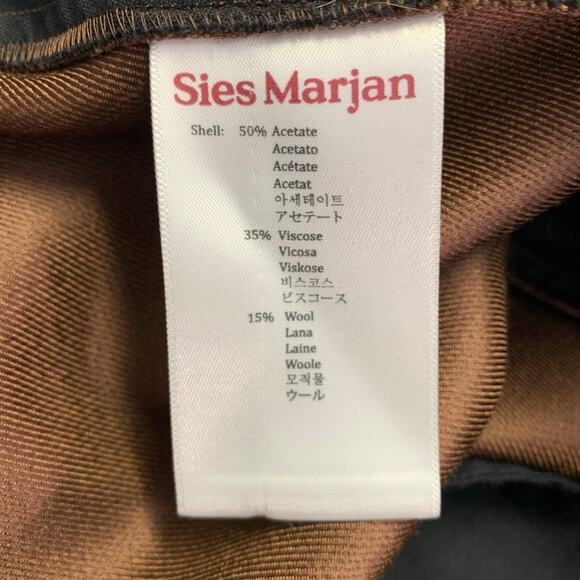 Sies Marjan
Shell: 50% Acetate
Acetato
Acétate
Acetat
아세테이트
アセテート
35% Viscose
Vicosa
Viskose
비스코스
ビスコース
15% Wool
Lana
Laine
Woole
모직물
ウール